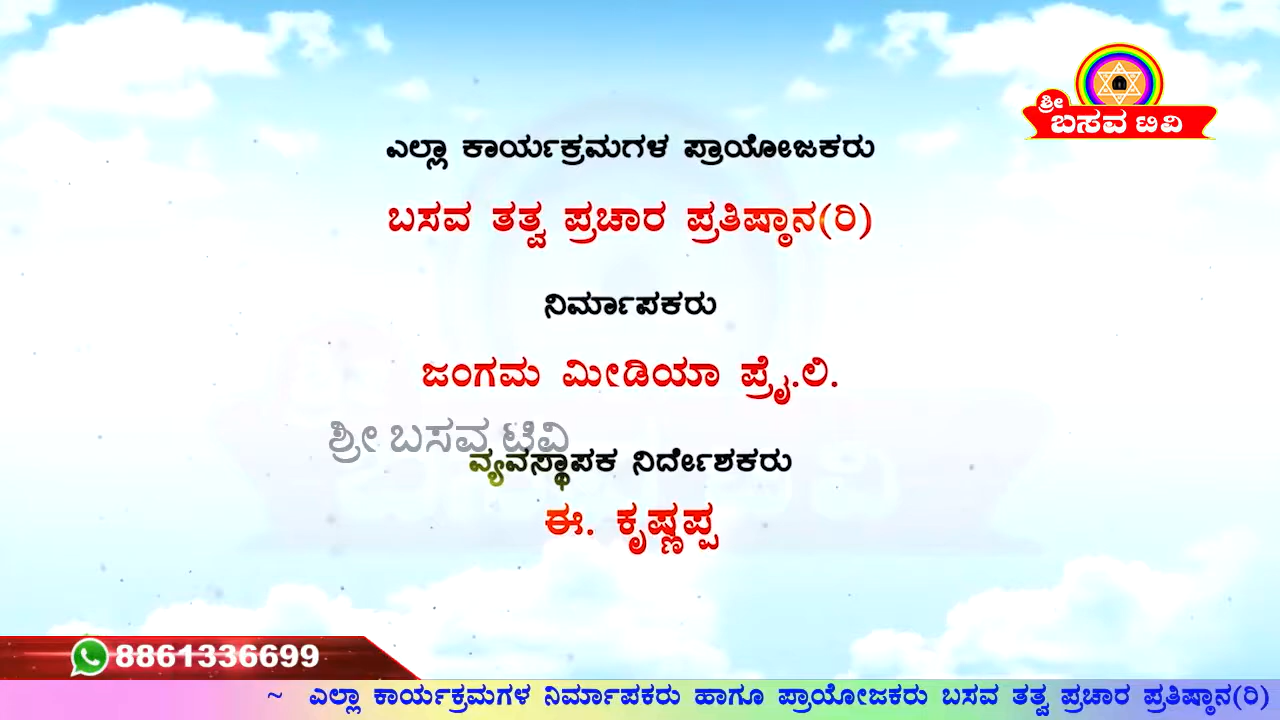 ಶ್ರೀ
ಬಸವ ಟಿವಿ
ಎಲ್ಲಾ ಕಾರ್ಯಕ್ರಮಗಳ ಪ್ರಾಯೋಜಕರು
ಬಸವ ತತ್ವ ಪ್ರಚಾರ ಪ್ರತಿಷ್ಠಾನ(ರಿ)
ನಿರ್ಮಾಪಕರು
ಜಂಗಮ ಮೀಡಿಯಾ ಪ್ರೈ.ಲಿ.
ಶ್ರೀ ಬಸವ ಟಿವಿ
ವ್ಯವಸ್ಥಾಪಕ ನಿರ್ದೇಶಕರು
ಈ. ಕೃಷ್ಣಪ್ಪ
8861336699
~ ಎಲ್ಲಾ ಕಾರ್ಯಕ್ರಮಗಳ ನಿರ್ಮಾಪಕರು ಹಾಗೂ ಪ್ರಾಯೋಜಕರು ಬಸವ ತತ್ವ ಪ್ರಚಾರ ಪ್ರತಿಷ್ಠಾನ(ರಿ)